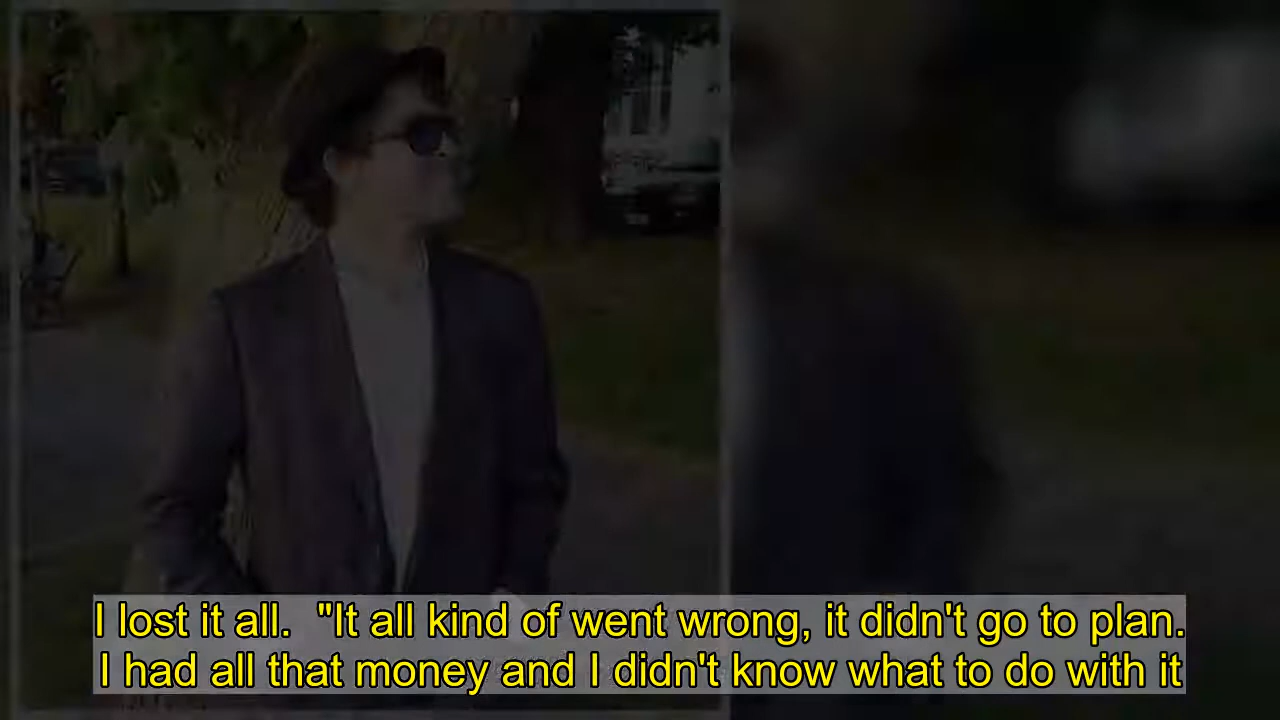 I lost it all.  "It all kind of went wrong, it didn't go to plan.
I had all that money and I didn't know what to do with it